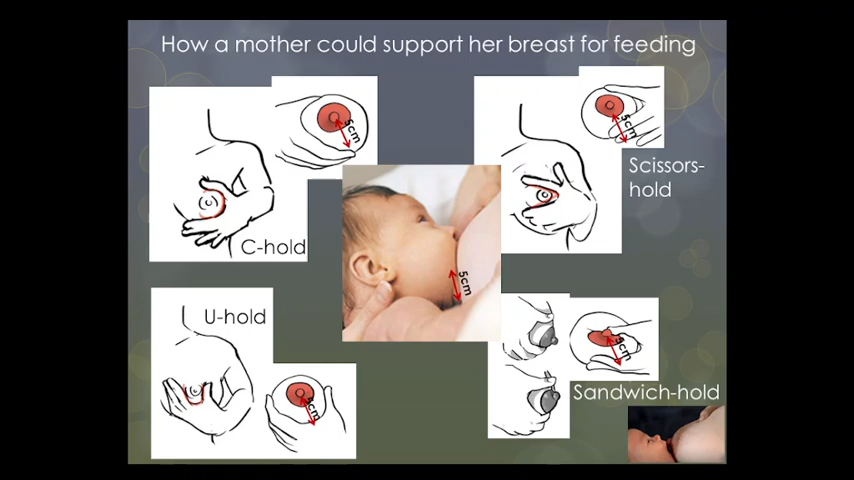 How a mother could support her breast for feeding
5cm
5cm
Scissors-
hold
C-hold
5cm
U-hold
5cm
5cm
Sandwich-hold